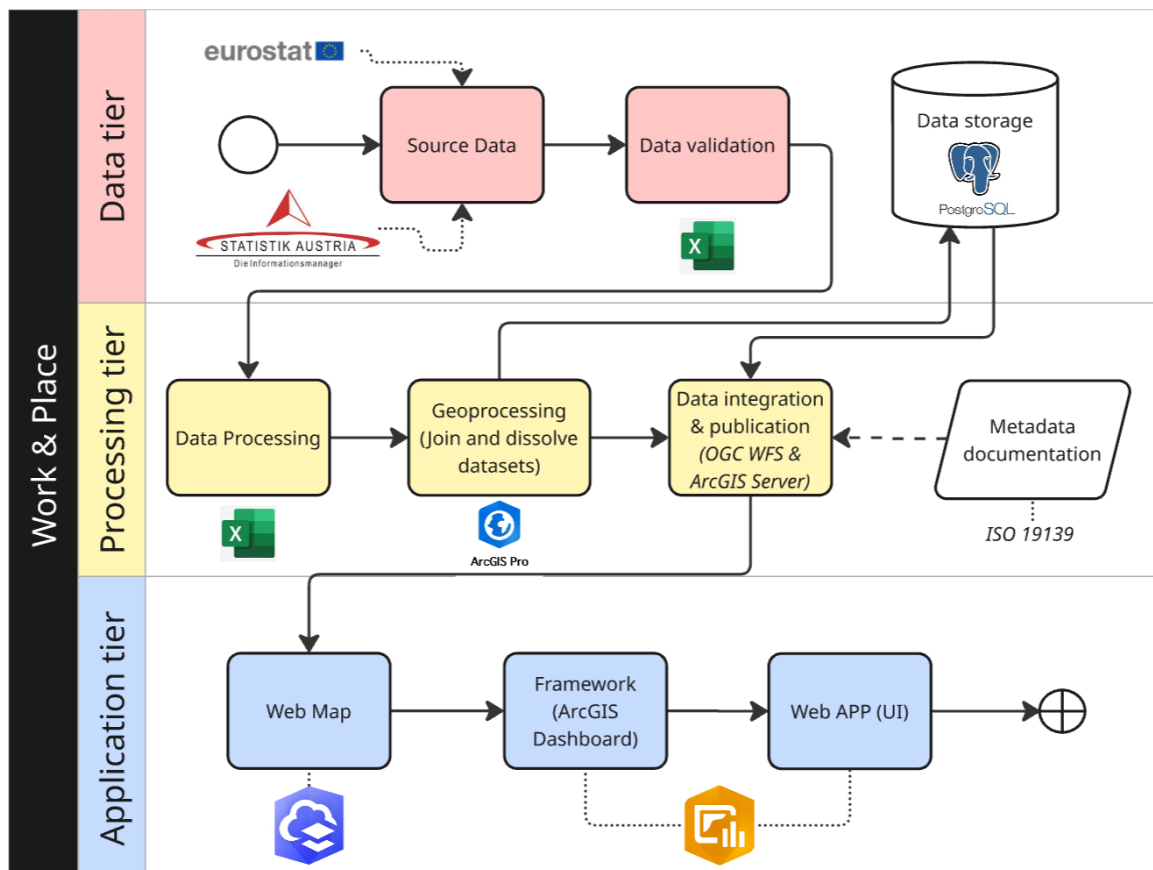 Work & Place
Data tier
eurostat
Source Data
Data validation
Data storage
PostgreSQL
STATISTIK AUSTRIA
Die Informationsmanager
X
Processing tier
Data Processing
Geoprocessing
(Join and dissolve
datasets)
Data integration
& publication
(OGC WFS &
ArcGIS Server)
Metadata
documentation
X
ArcGIS Pro
ISO 19139
Application tier
Web Map
Framework
(ArcGIS
Dashboard)
Web APP (UI)